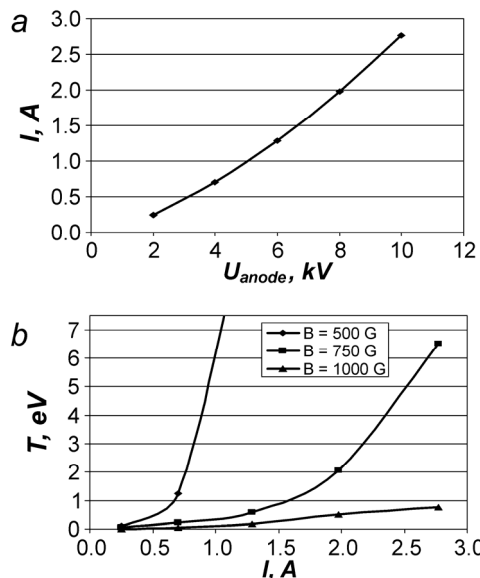 a
3.0
2.5
2.0
1.5
1.0
0.5
0.0
I, A
0 2 4 6 8 10 12
U_anode, kV
b
7
6
5
4
3
2
1
0
T, eV
B = 500 G
B = 750 G
B = 1000 G
0.0 0.5 1.0 1.5 2.0 2.5 3.0
I, A